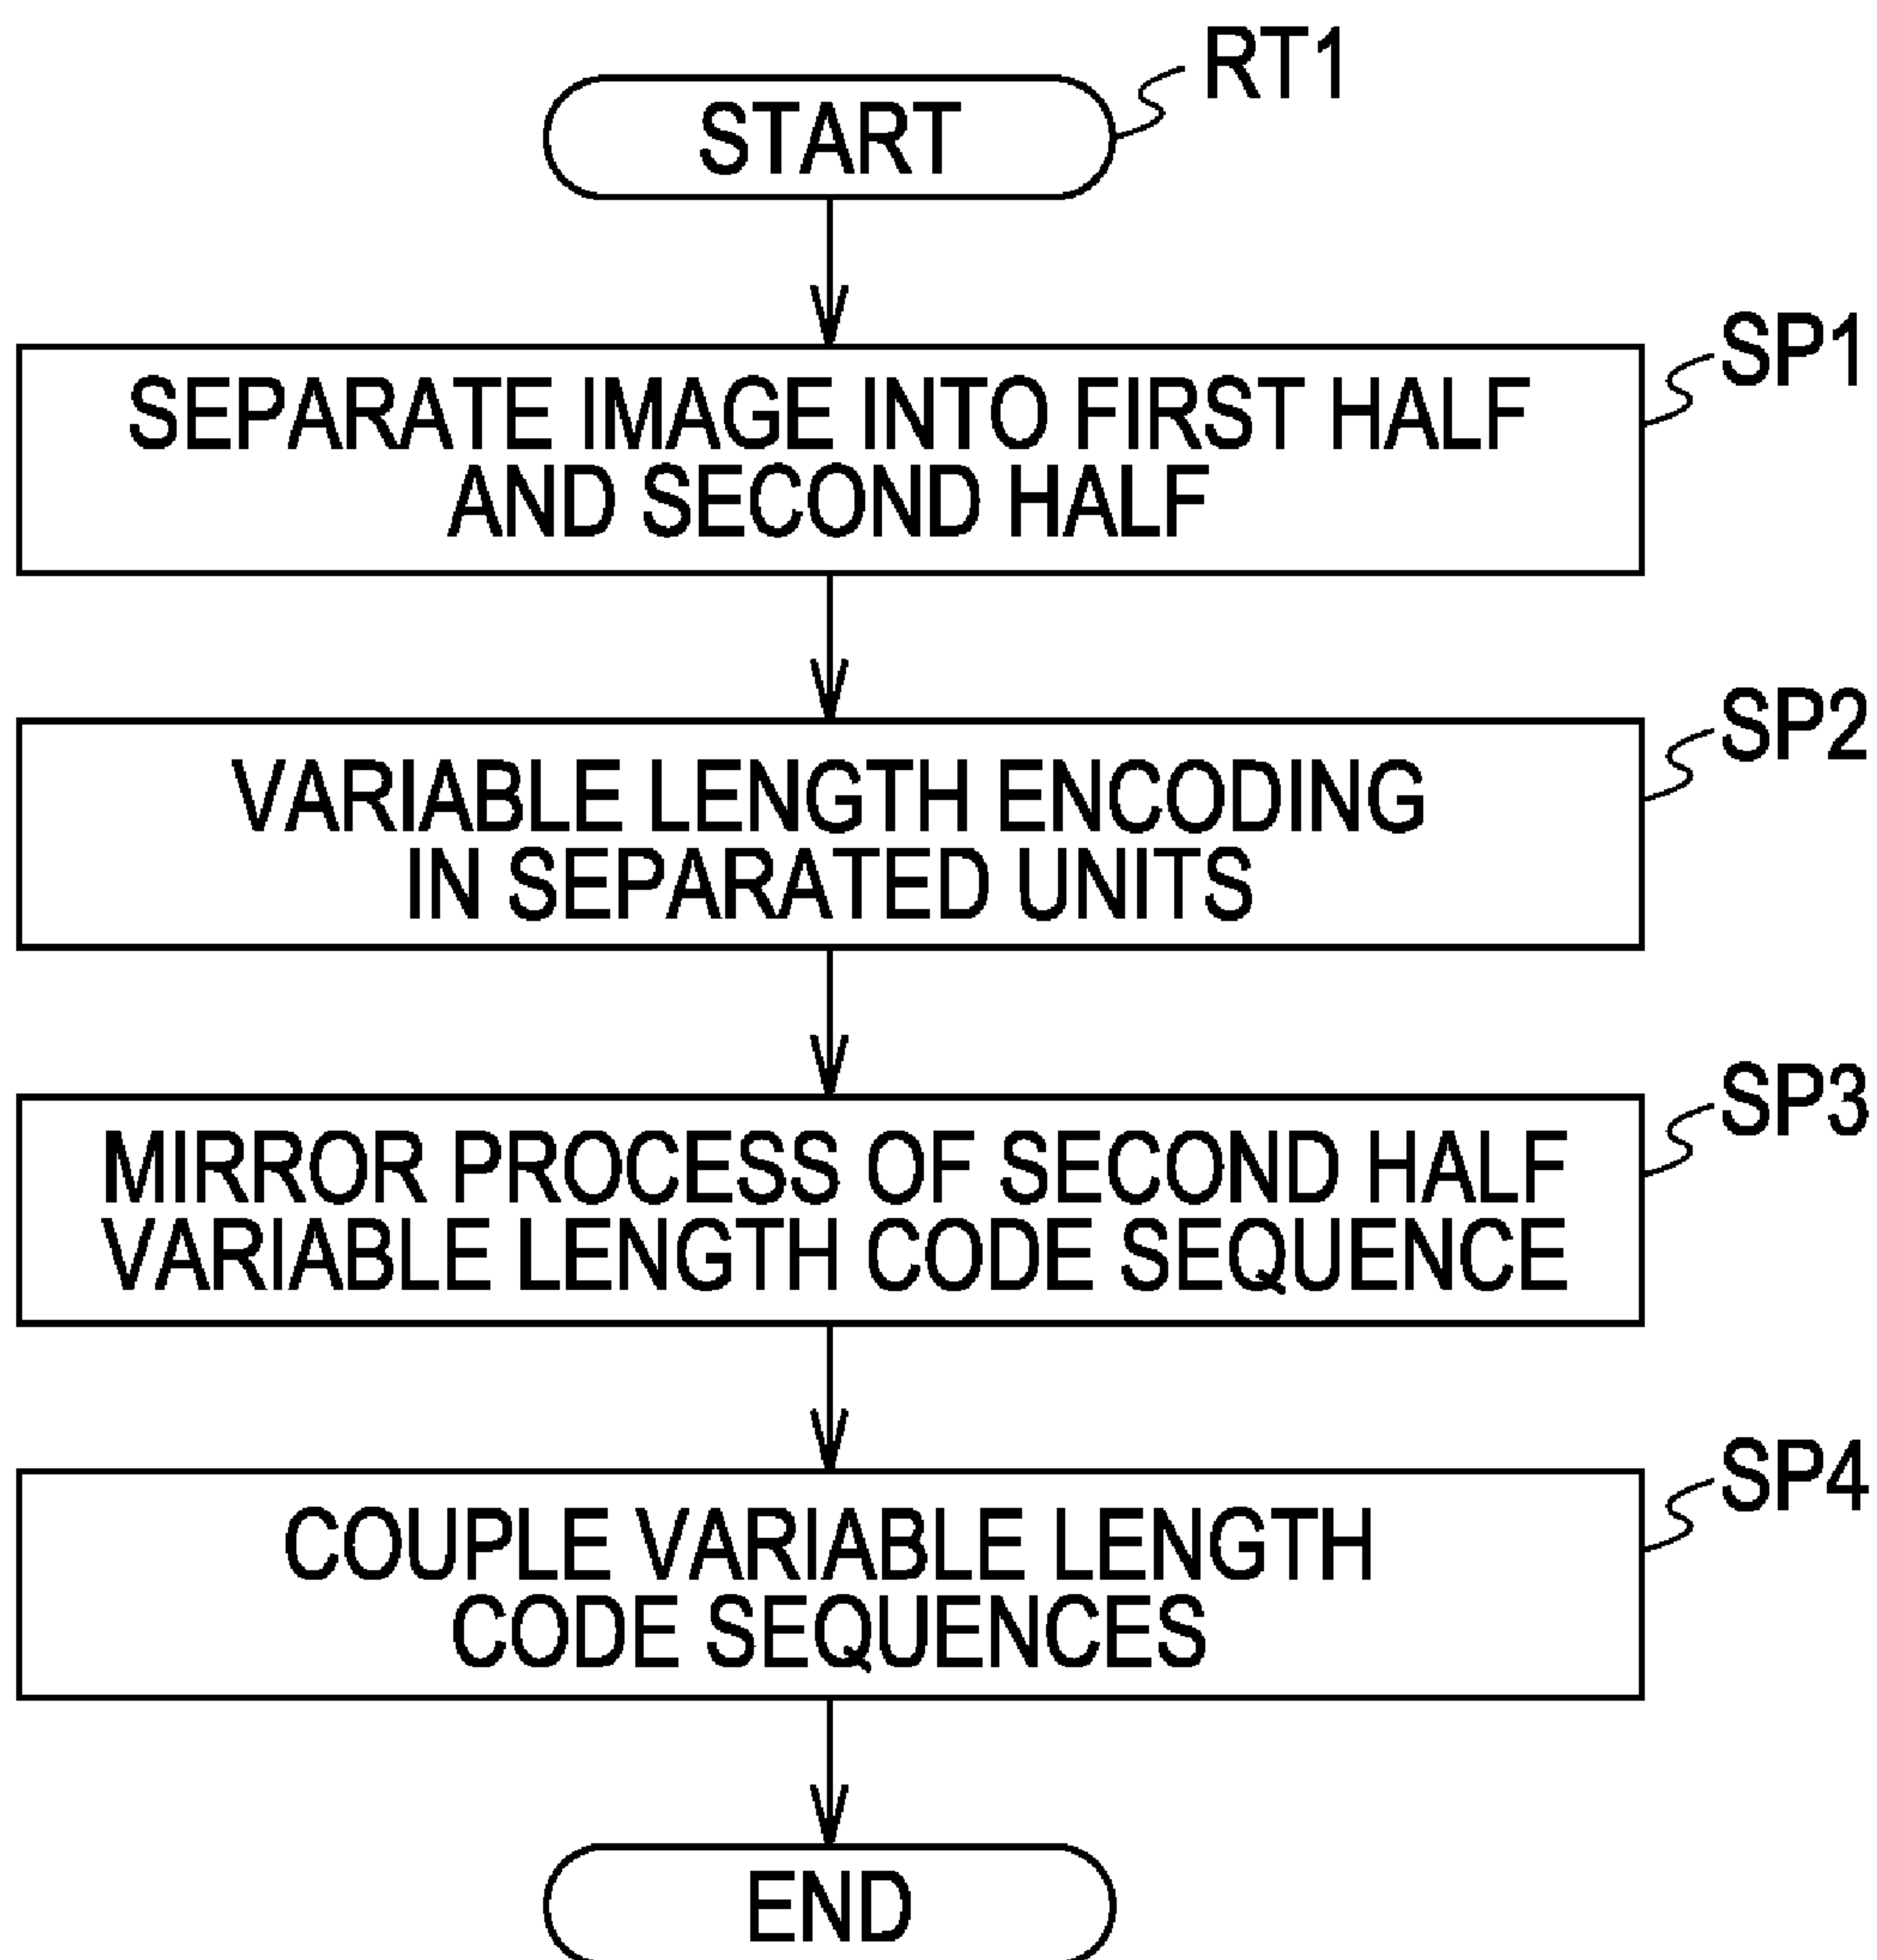 RT1
START
SP1
SEPARATE IMAGE INTO FIRST HALF
AND SECOND HALF
SP2
VARIABLE LENGTH ENCODING
IN SEPARATED UNITS
SP3
MIRROR PROCESS OF SECOND HALF
VARIABLE LENGTH CODE SEQUENCE
SP4
COUPLE VARIABLE LENGTH
CODE SEQUENCES
END